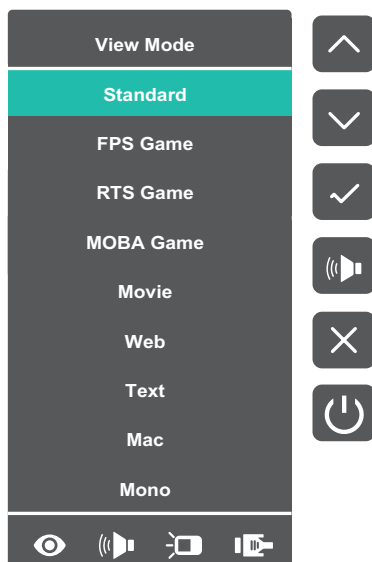 View Mode
Standard
FPS Game
RTS Game
MOBA Game
Movie
Web
Text
Mac
Mono